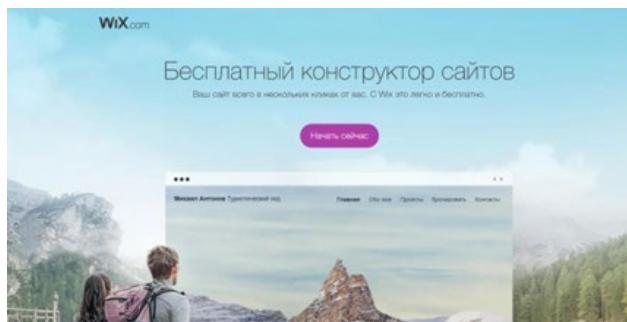 WiX.com
Бесплатный конструктор сайтов
Ваш сайт всего в нескольких кликах от вас. С Wix это легко и бесплатно.
Начать сейчас
Михаил Антонов Туристический гид Главная Обо мне Проекты Бронировать Контакты